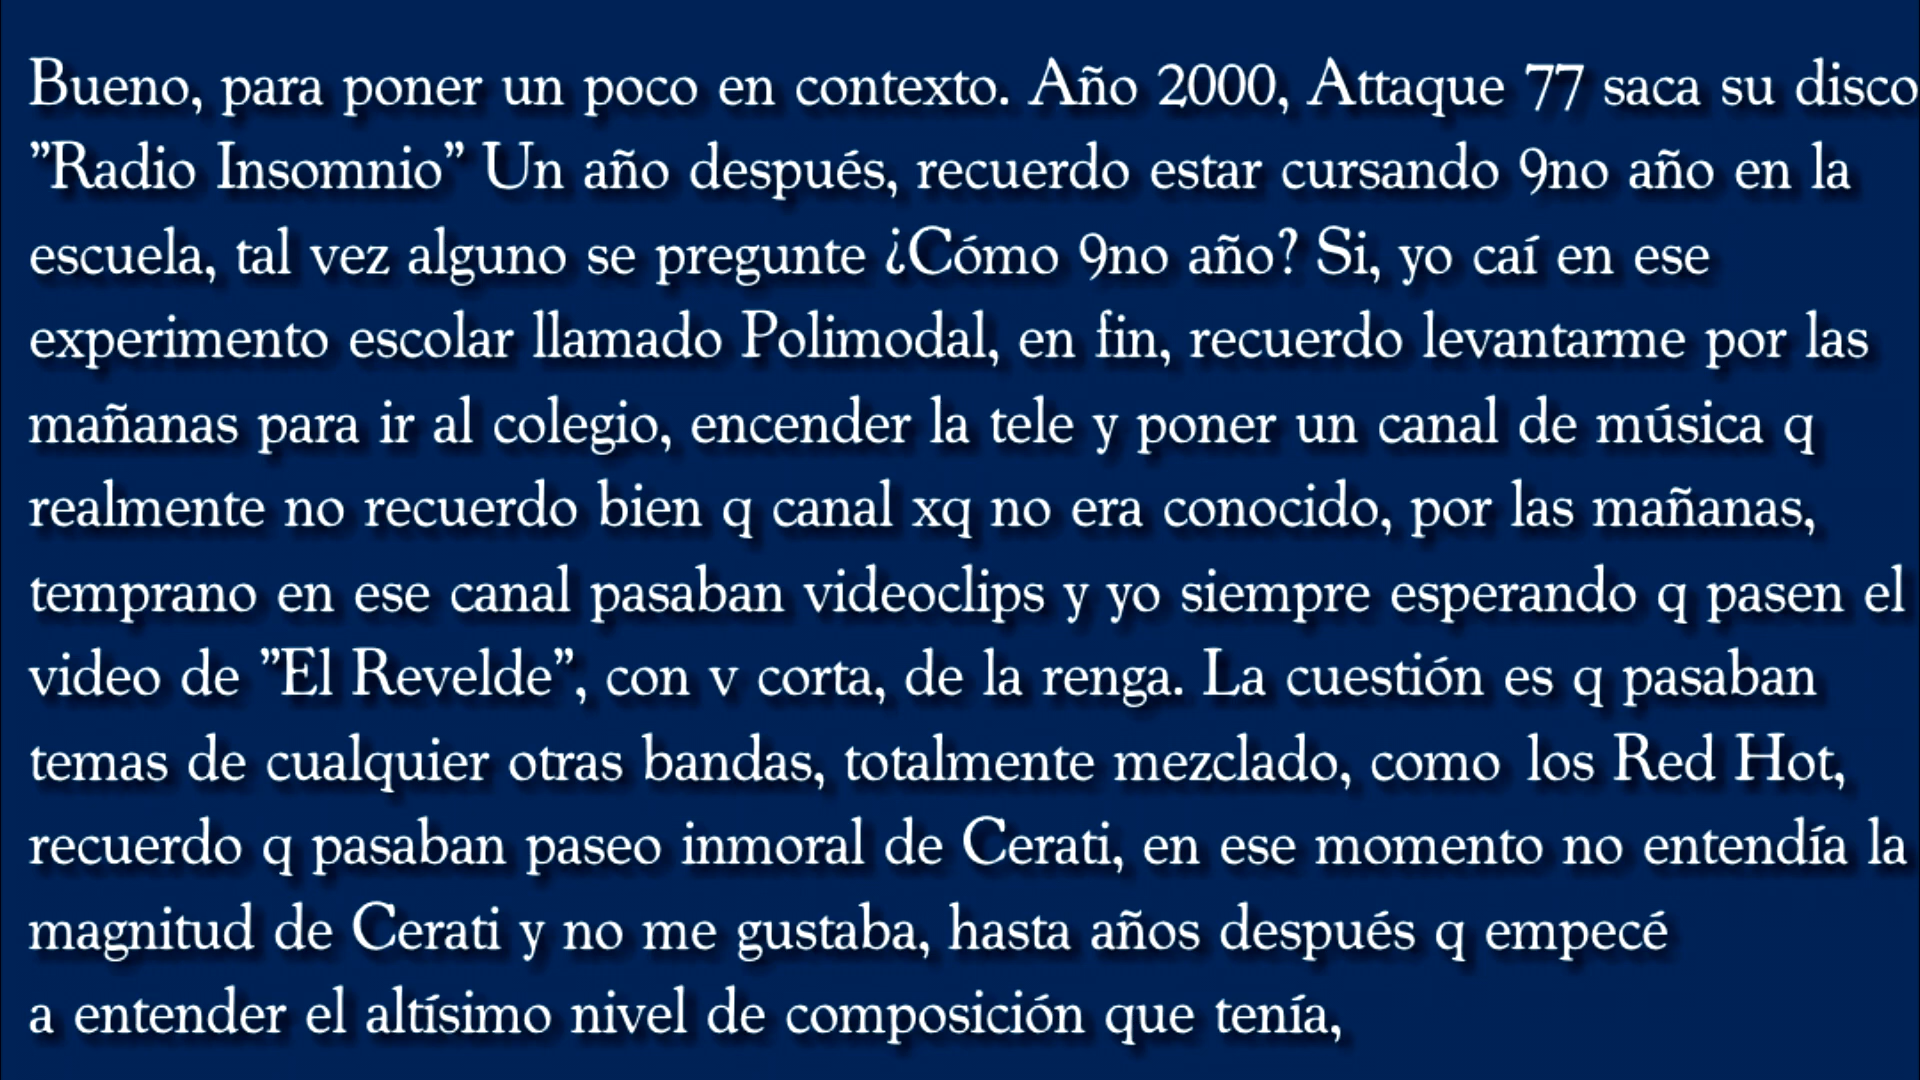 Bueno, para poner un poco en contexto. Año 2000, Attaque 77 saca su disco
"Radio Insomnio" Un año después, recuerdo estar cursando 9no año en la
escuela, tal vez alguno se pregunte ¿Cómo 9no año? Si, yo caí en ese
experimento escolar llamado Polimodal, en fin, recuerdo levantarme por las
mañanas para ir al colegio, encender la tele y poner un canal de música q
realmente no recuerdo bien q canal xq no era conocido, por las mañanas,
temprano en ese canal pasaban videoclips y yo siempre esperando q pasen el
video de "El Revelde", con v corta, de la renga. La cuestión es q pasaban
temas de cualquier otras bandas, totalmente mezclado, como los Red Hot,
recuerdo q pasaban paseo inmoral de Cerati, en ese momento no entendía la
magnitud de Cerati y no me gustaba, hasta años después q empecé
a entender el altísimo nivel de composición que tenía,